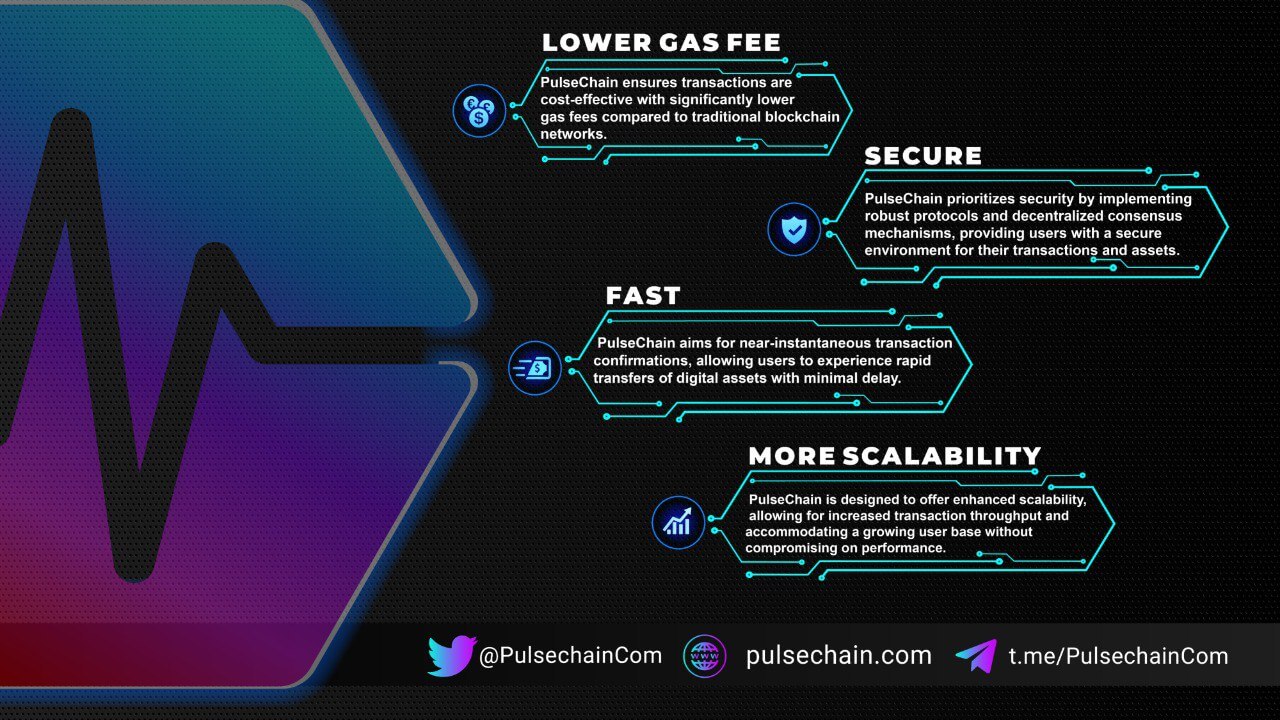 LOWER GAS FEE
PulseChain ensures transactions are
cost-effective with significantly lower
gas fees compared to traditional blockchain
networks.
SECURE
PulseChain prioritizes security by implementing
robust protocols and decentralized consensus
mechanisms, providing users with a secure
environment for their transactions and assets.
FAST
PulseChain aims for near-instantaneous transaction
confirmations, allowing users to experience rapid
transfers of digital assets with minimal delay.
MORE SCALABILITY
PulseChain is designed to offer enhanced scalability,
allowing for increased transaction throughput and
accommodating a growing user base without
compromising on performance.
@PulsechainCom
www
pulsechain.com
t.me/PulsechainCom